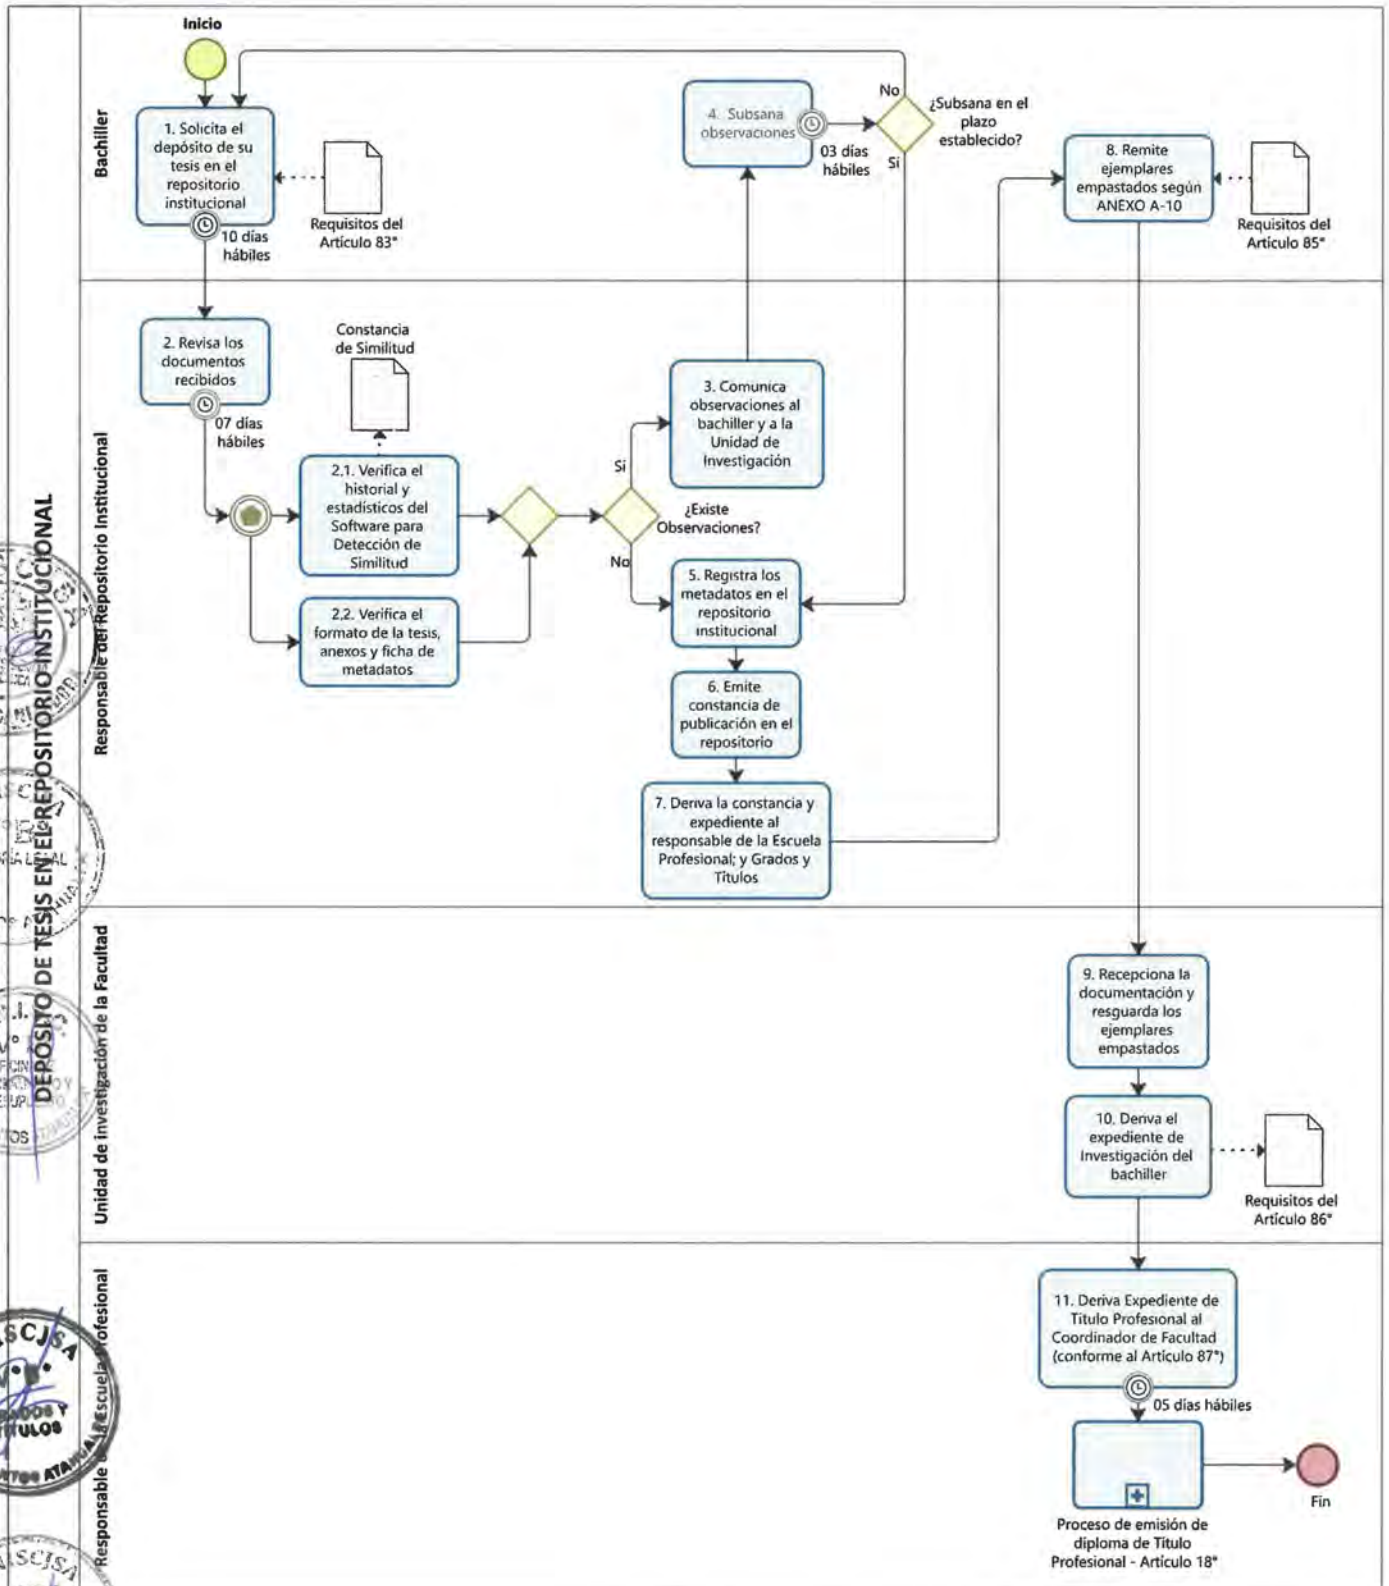 DEPÓSITO DE TESIS EN EL REPOSITORIO INSTITUCIONAL
Bachiller
Inicio
1. Solicita el
depósito de su
tesis en el
repositorio
institucional
10 días
hábiles
Requisitos del
Artículo 83°
4. Subsana
observaciones
03 días
hábiles
No
¿Subsana en el
plazo
establecido?
Si
8. Remite
ejemplares
empastados según
ANEXO A-10
Requisitos del
Artículo 85°
Responsable del Repositorio Institucional
2. Revisa los
documentos
recibidos
07 días
hábiles
Constancia
de Similitud
2.1. Verifica el
historial y
estadísticos del
Software para
Detección de
Similitud
2.2. Verifica el
formato de la tesis,
anexos y ficha de
metadatos
Si
¿Existe
Observaciones?
No
3. Comunica
observaciones al
bachiller y a la
Unidad de
Investigación
5. Registra los
metadatos en el
repositorio
institucional
6. Emite
constancia de
publicación en el
repositorio
7. Deriva la constancia y
expediente al
responsable de la Escuela
Profesional; y Grados y
Títulos
Unidad de investigación de la Facultad
9. Recepciona la
documentación y
resguarda los
ejemplares
empastados
10. Deriva el
expediente de
Investigación del
bachiller
Requisitos del
Artículo 86°
Responsable la Escuela Profesional
11. Deriva Expediente de
Título Profesional al
Coordinador de Facultad
(conforme al Artículo 87°)
05 días hábiles
Proceso de emisión de
diploma de Título
Profesional - Artículo 18°
Fin